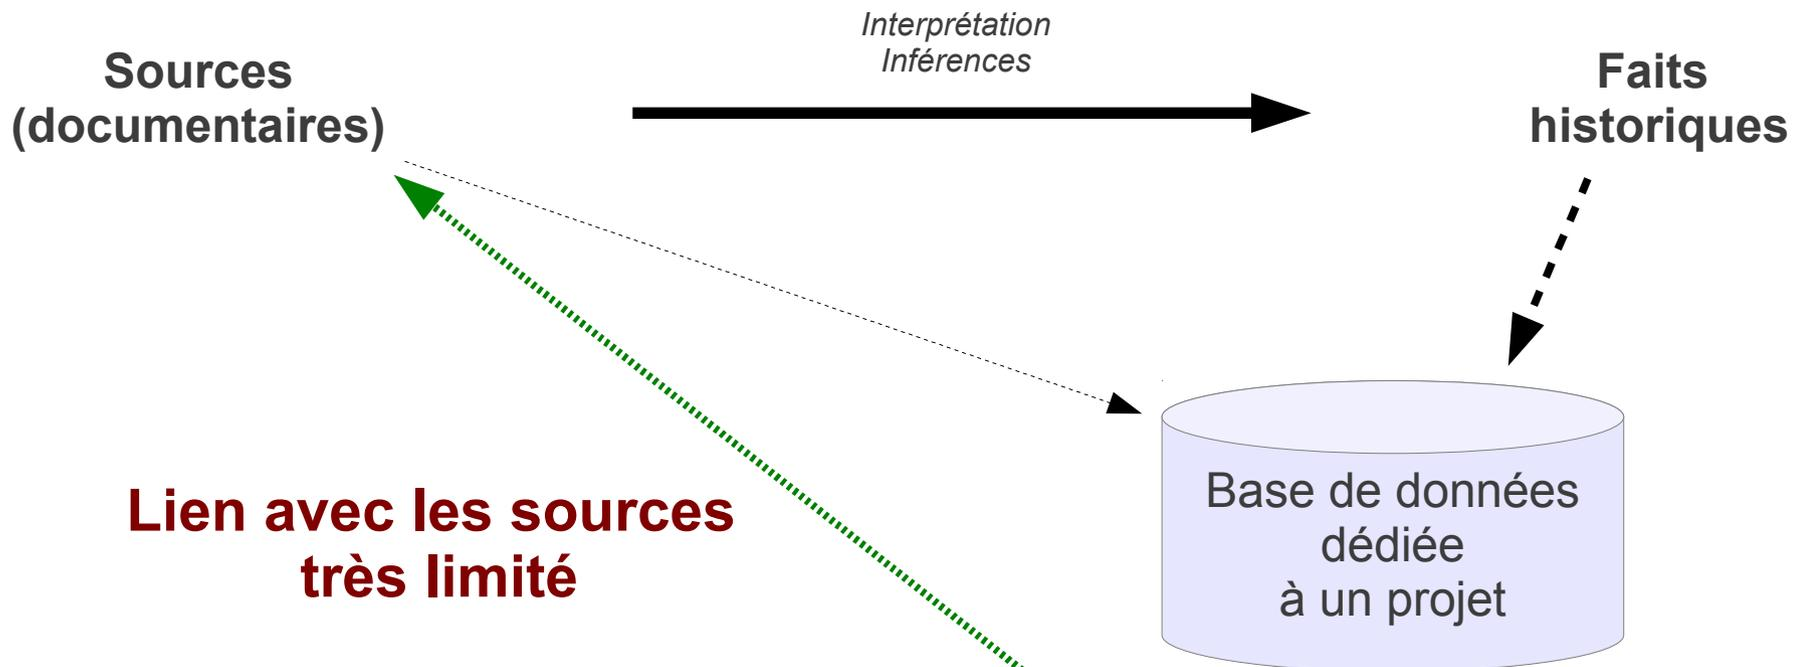 Interprétation
Inférences
Sources
(documentaires)
Faits
historiques
Lien avec les sources
très limité
Base de données
dédiée
à un projet